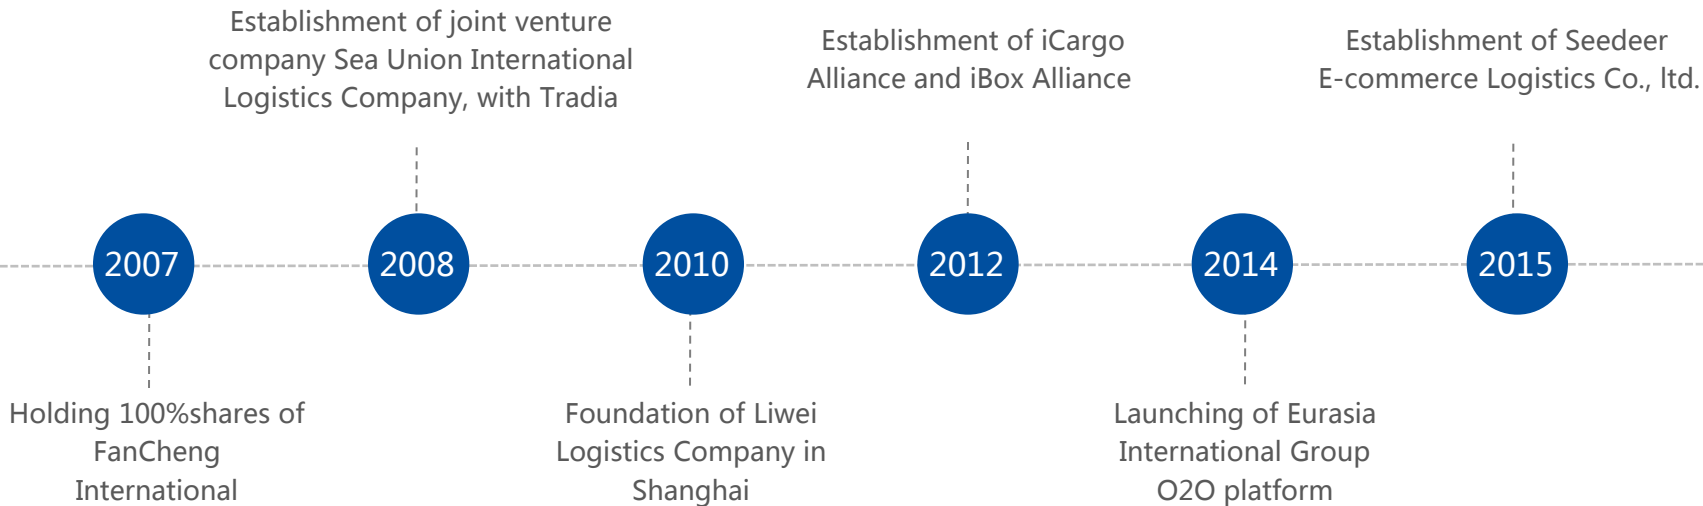 Establishment of joint venture
company Sea Union International
Logistics Company, with Tradia
Establishment of iCargo
Alliance and iBox Alliance
Establishment of Seedeer
E-commerce Logistics Co., ltd.
2007
2008
2010
2012
2014
2015
Holding 100%shares of
FanCheng
International
Foundation of Liwei
Logistics Company in
Shanghai
Launching of Eurasia
International Group
O2O platform